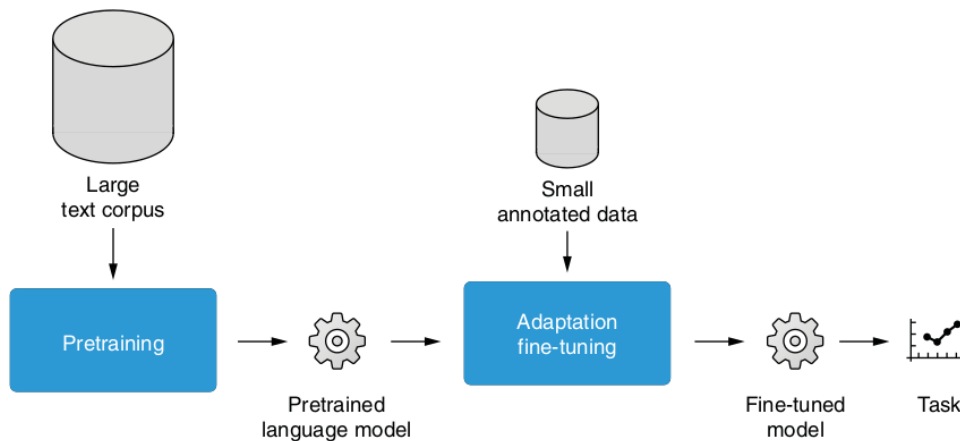 Large
text corpus
Small
annotated data
Pretraining
Adaptation
fine-tuning
Pretrained
language model
Fine-tuned
model
Task